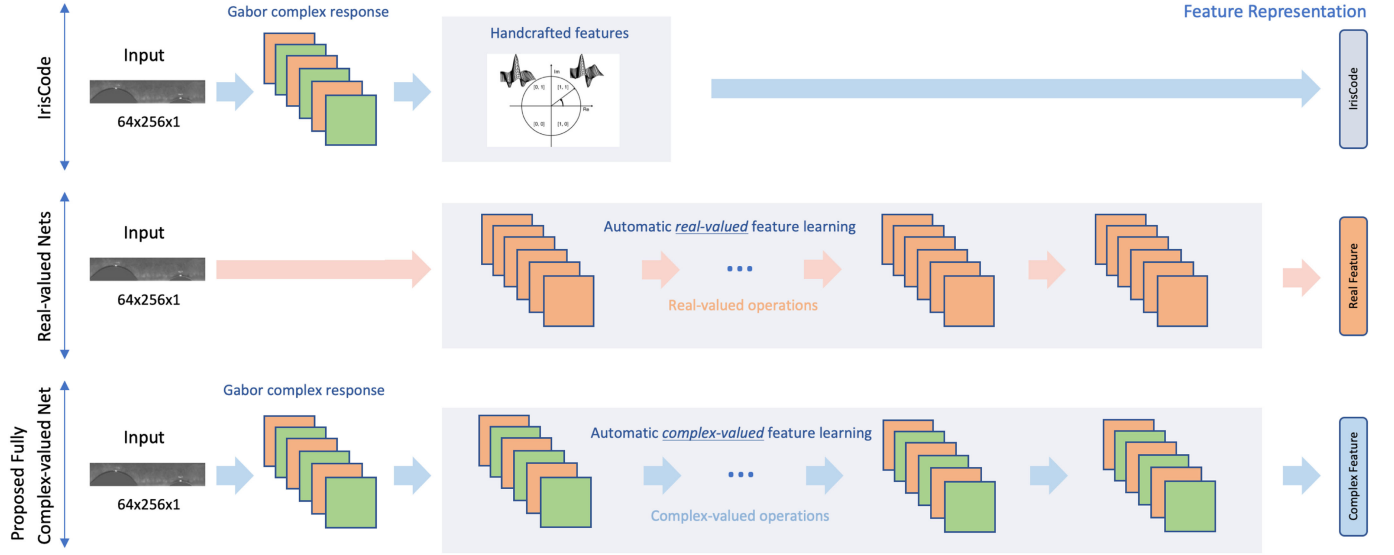 Feature Representation
IrisCode
Input
64x256x1
Gabor complex response
Handcrafted features
Im
[0, 1]
[1, 1]
Re
[0, 0]
[1, 0]
IrisCode
Real-valued Nets
Input
64x256x1
Automatic real-valued feature learning
...
Real-valued operations
Real Feature
Proposed Fully
Complex-valued Net
Input
64x256x1
Gabor complex response
Automatic complex-valued feature learning
...
Complex-valued operations
Complex Feature